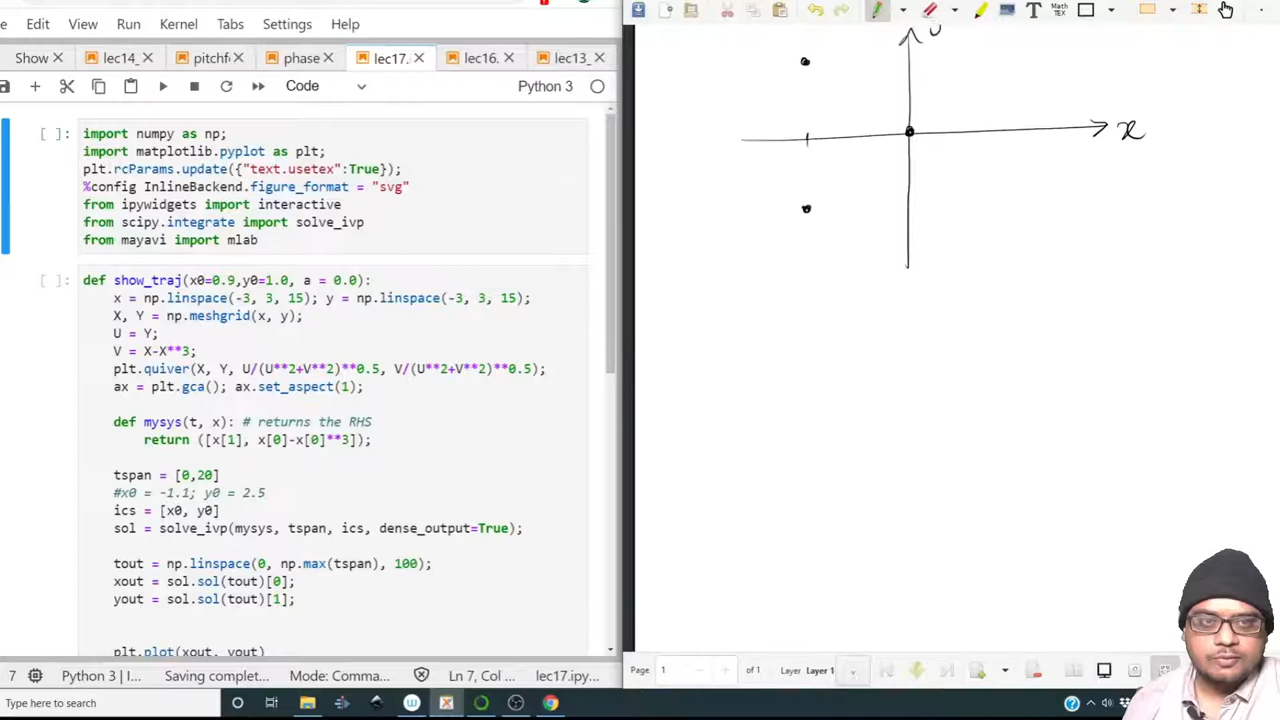 Edit View Run Kernel Tabs Settings Help
Show lec14_ pitchf phase lec17. lec16. lec13_
Code Python 3
[ ]: import numpy as np;
import matplotlib.pyplot as plt;
plt.rcParams.update({"text.usetex":True});
%config InlineBackend.figure_format = "svg"
from ipywidgets import interactive
from scipy.integrate import solve_ivp
from mayavi import mlab
[ ]: def show_traj(x0=0.9,y0=1.0, a = 0.0):
x = np.linspace(-3, 3, 15); y = np.linspace(-3, 3, 15);
X, Y = np.meshgrid(x, y);
U = Y;
V = X-X**3;
plt.quiver(X, Y, U/(U**2+V**2)**0.5, V/(U**2+V**2)**0.5);
ax = plt.gca(); ax.set_aspect(1);
def mysys(t, x): # returns the RHS
return ([x[1], x[0]-x[0]**3]);
tspan = [0,20]
#x0 = -1.1; y0 = 2.5
ics = [x0, y0]
sol = solve_ivp(mysys, tspan, ics, dense_output=True);
tout = np.linspace(0, np.max(tspan), 100);
xout = sol.sol(tout)[0];
yout = sol.sol(tout)[1];
plt.plot(xout, yout)
7 Python 3 | I... Saving complet... Mode: Comma... Ln 7, Col ... lec17.ipy...
T Math TEX
x
Page 1 of 1 Layer Layer 1
Type here to search